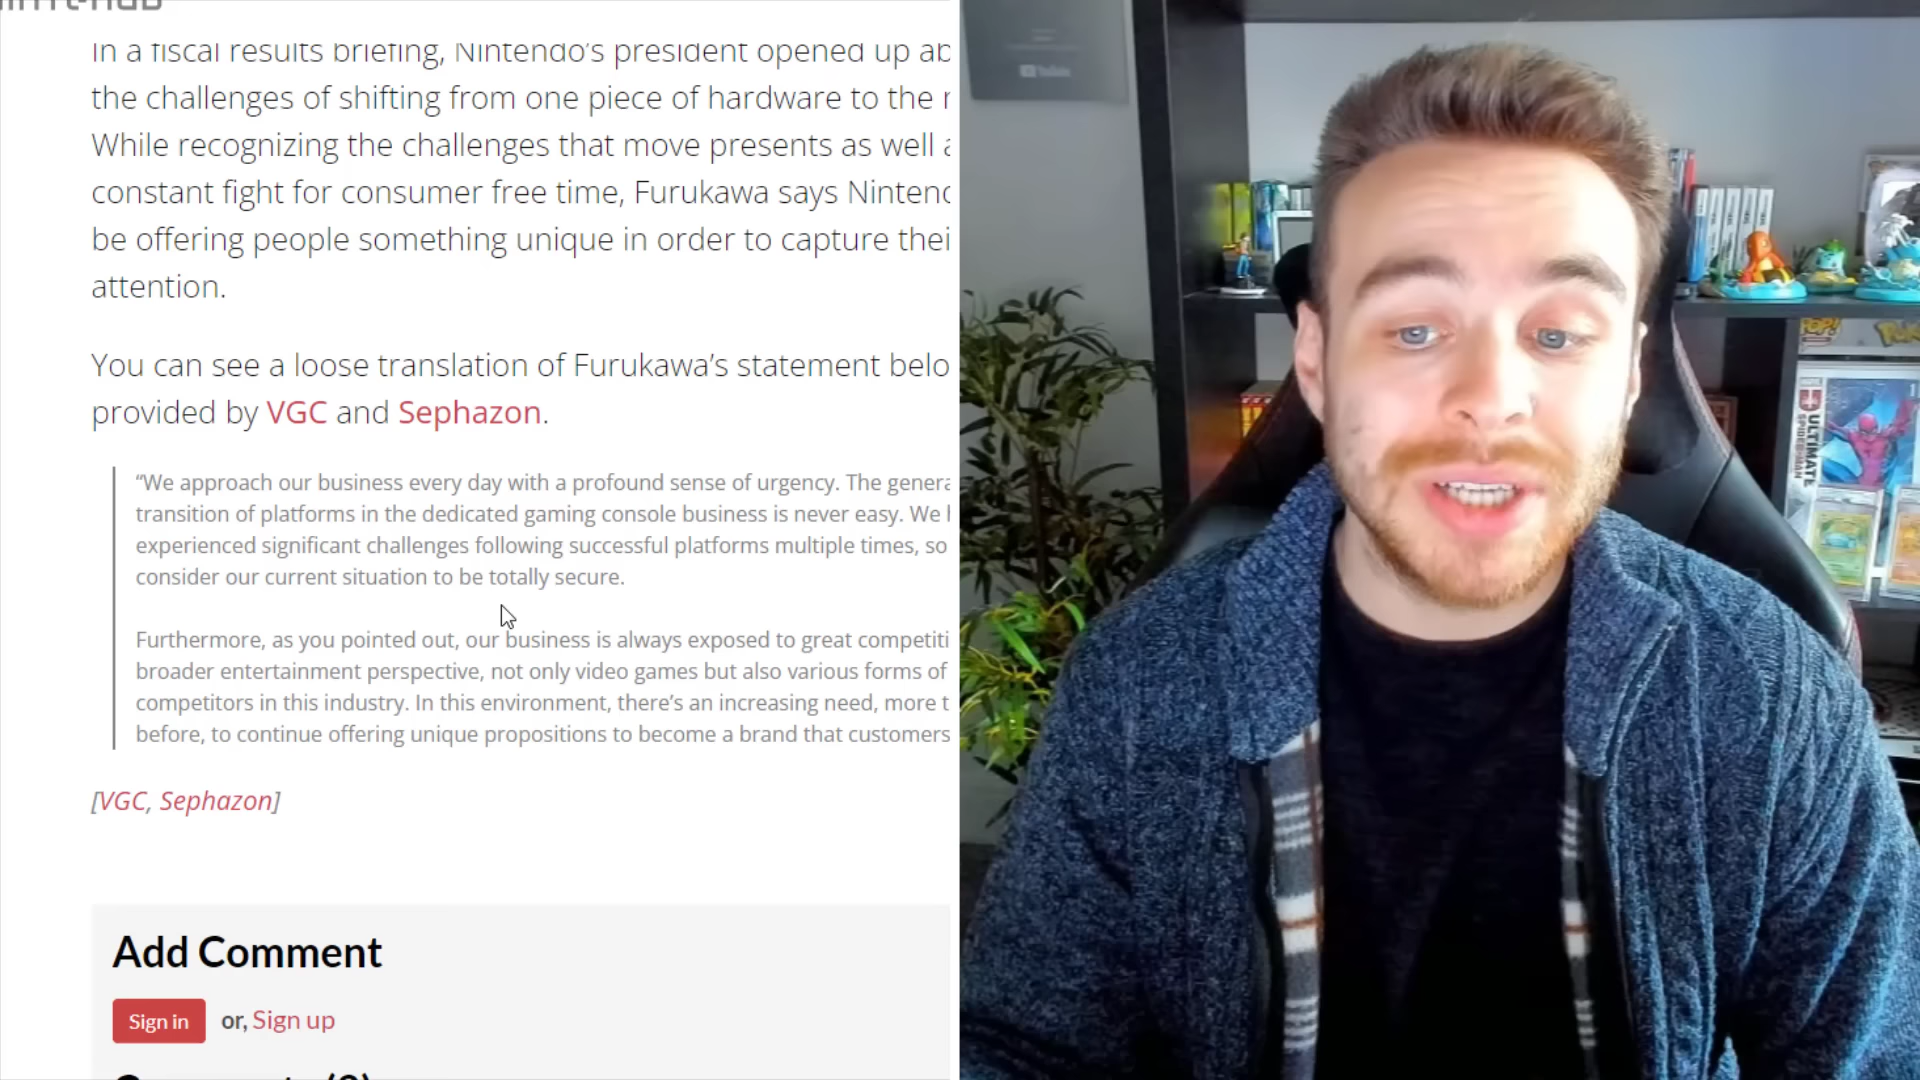 In a fiscal results briefing, Nintendo's president opened up ab
the challenges of shifting from one piece of hardware to the
While recognizing the challenges that move presents as well
constant fight for consumer free time, Furukawa says
be offering people something unique in order to capture
attention.
You can see a loose translation of Furukawa's statement
provided by VGC and Sephazon.
“We approach our business every day with a profound sense of urgency. The
transition of platforms in the dedicated gaming console business is never easy. We
experienced significant challenges following successful platforms multiple times, so
consider our current situation to be totally secure.
Furthermore, as you pointed out, our business is always exposed to great
broader entertainment perspective, not only video games but also various forms of
competitors in this industry. In this environment, there's an increasing need, more
before, to continue offering unique propositions to become a brand that customers
[VGC, Sephazon]
Add Comment
Sign in or, Sign up
YouTube
POP!
ULTIMATE
SPIDER-MAN